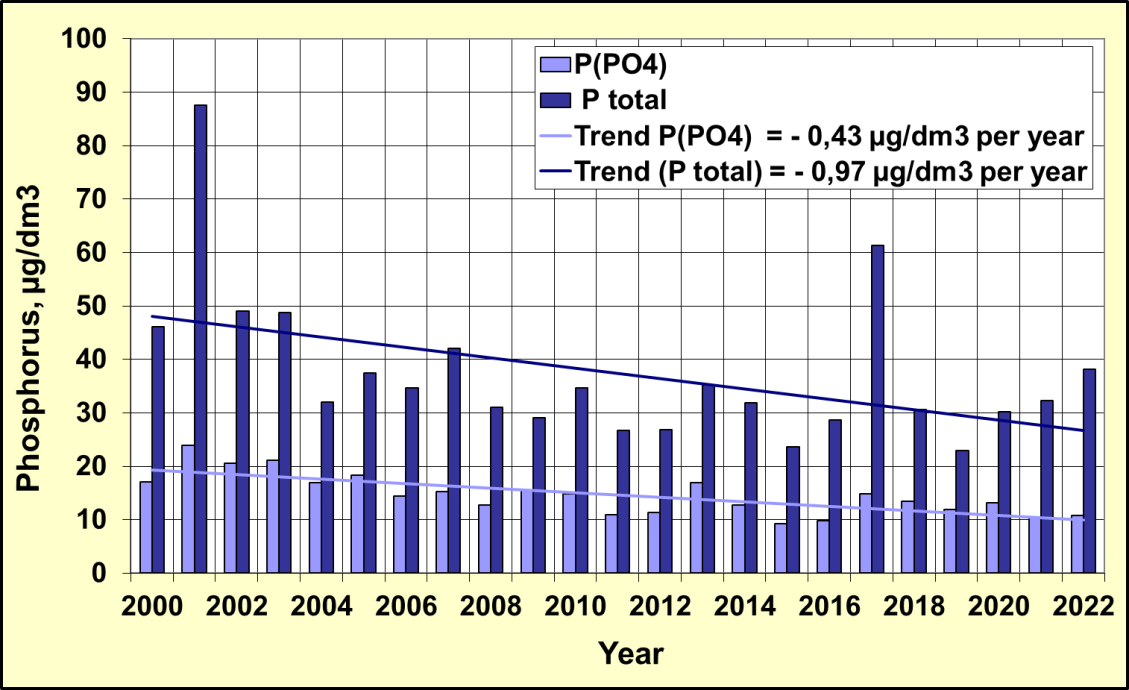 100
90
80
70
60
50
40
30
20
10
0
Phosphorus, µg/dm3
P(PO4)
P total
Trend P(PO4) = - 0,43 µg/dm3 per year
Trend (P total) = - 0,97 µg/dm3 per year
2000 2002 2004 2006 2008 2010 2012 2014 2016 2018 2020 2022
Year